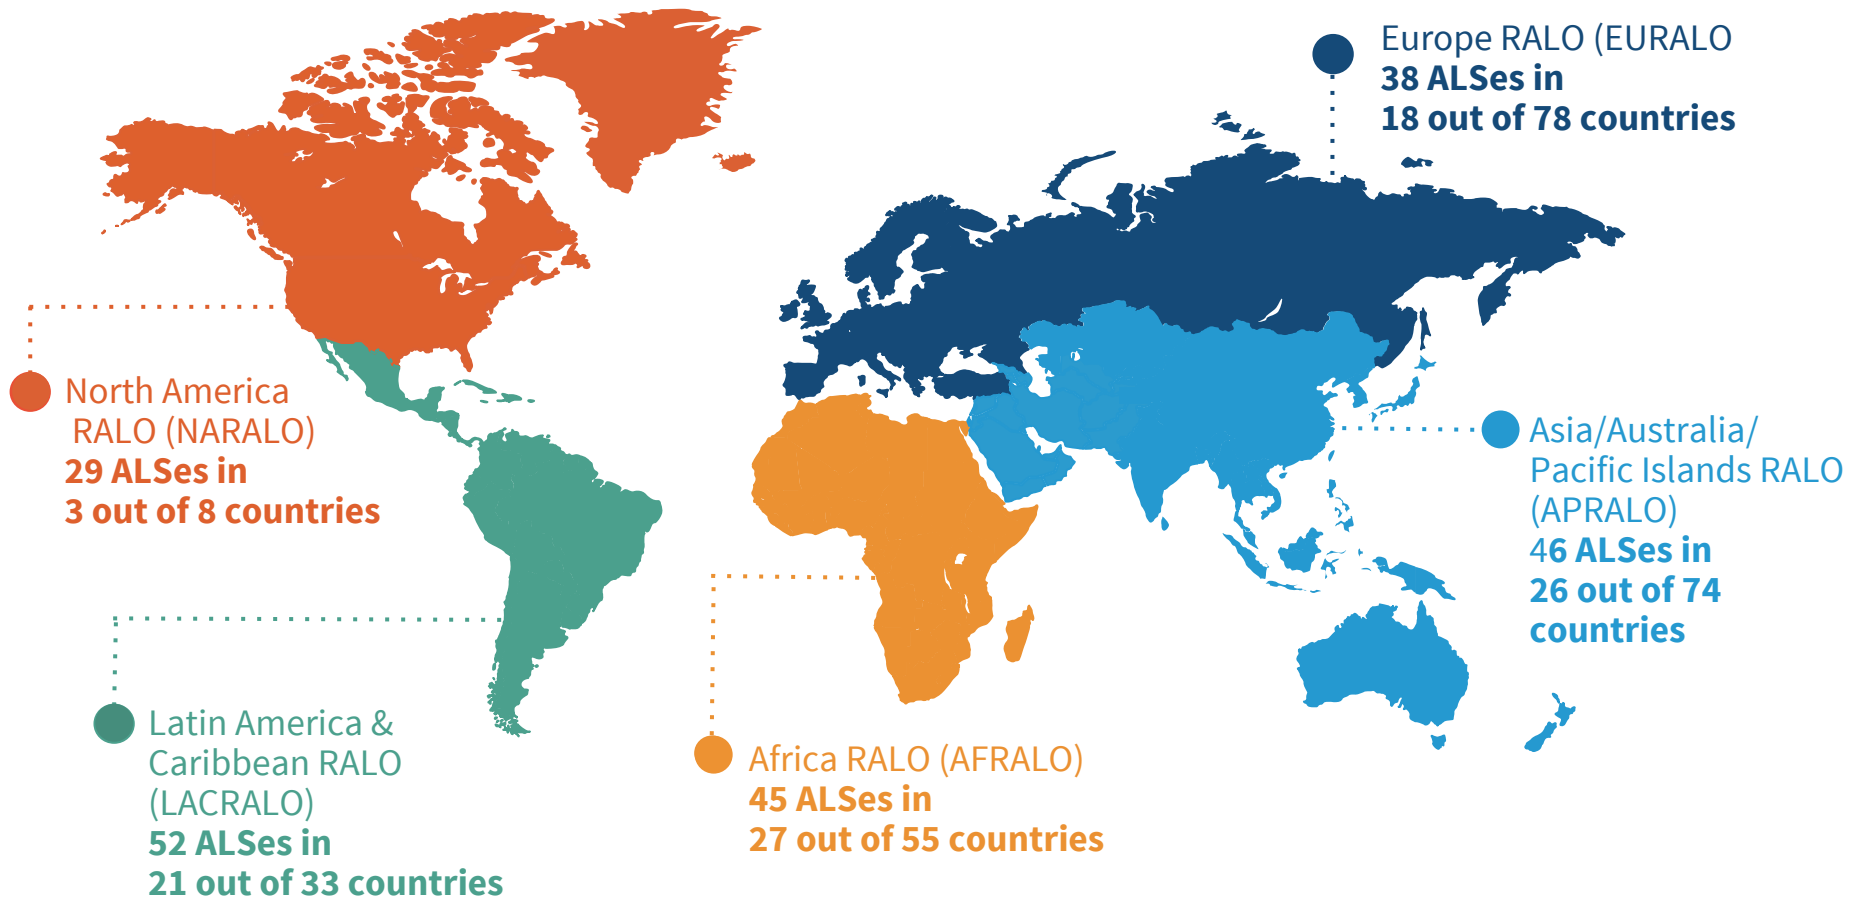 Europe RALO (EURALO
38 ALSes in
18 out of 78 countries
North America
RALO (NARALO)
29 ALSes in
3 out of 8 countries
Asia/Australia/
Pacific Islands RALO
(APRALO)
46 ALSes in
26 out of 74
countries
Latin America &
Caribbean RALO
(LACRALO)
52 ALSes in
21 out of 33 countries
Africa RALO (AFRALO)
45 ALSes in
27 out of 55 countries